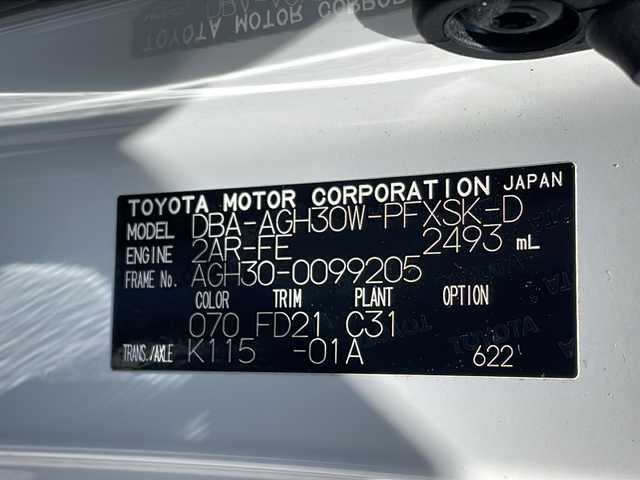 TOYOTA MOTOR CORPORATION JAPAN
MODEL DBA-AGH30W-PFXSK-D
ENGINE 2AR-FE 2493 mL
FRAME No. AGH30-0099205
COLOR TRIM PLANT OPTION
070 FD21 C31
TRANS./AXLE K115 -01A 622